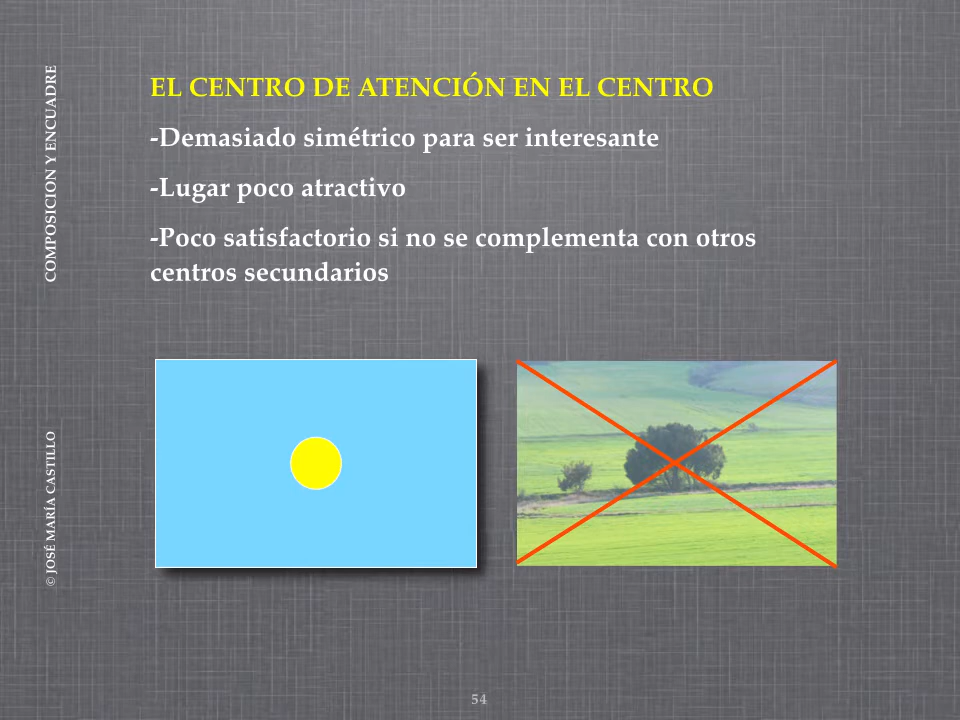 COMPOSICION Y ENCUADRE
© JOSÉ MARÍA CASTILLO
EL CENTRO DE ATENCIÓN EN EL CENTRO
-Demasiado simétrico para ser interesante
-Lugar poco atractivo
-Poco satisfactorio si no se complementa con otros
centros secundarios
54